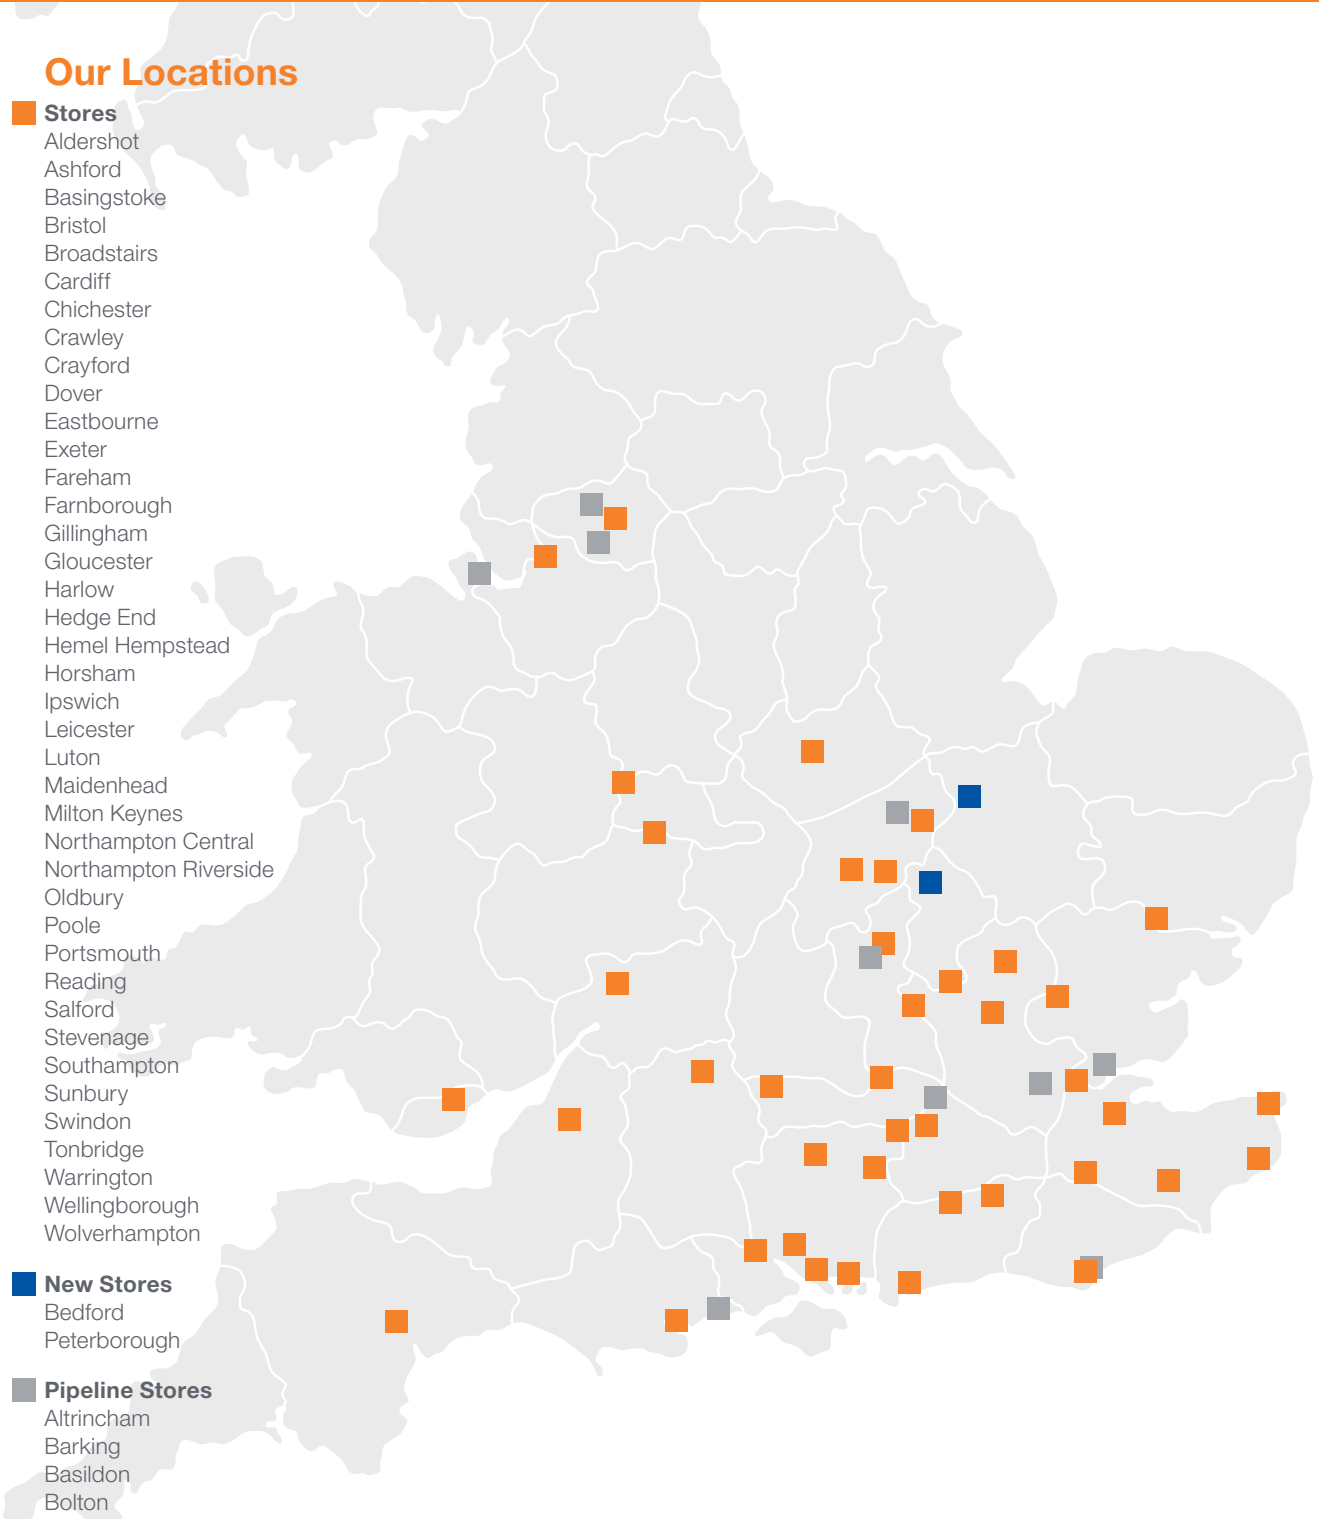 Our Locations
Stores
Aldershot
Ashford
Basingstoke
Bristol
Broadstairs
Cardiff
Chichester
Crawley
Crayford
Dover
Eastbourne
Exeter
Fareham
Farnborough
Gillingham
Gloucester
Harlow
Hedge End
Hemel Hempstead
Horsham
Ipswich
Leicester
Luton
Maidenhead
Milton Keynes
Northampton Central
Northampton Riverside
Oldbury
Poole
Portsmouth
Reading
Salford
Stevenage
Southampton
Sunbury
Swindon
Tonbridge
Warrington
Wellingborough
Wolverhampton
New Stores
Bedford
Peterborough
Pipeline Stores
Altrincham
Barking
Basildon
Bolton